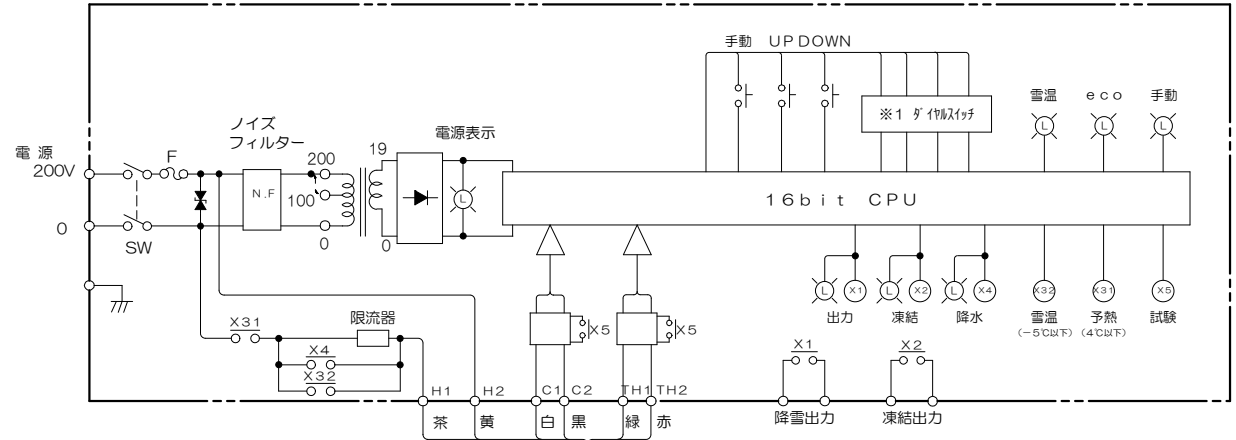 手動 UP DOWN
※1 ダイヤルスイッチ
雪温 eco 手動
L L L
ノイズ
フィルター
電源表示
電源
200V
F
N.F
200
100
0
19
0
L
16bit CPU
0
SW
L X1 L X2 L X4 X32 X31 X5
出力 凍結 降水 雪温 予熱 試験
(−5℃以下) (4℃以下)
X31
限流器
X4
X32
X5 X5
X1 X2
H1 H2 C1 C2 TH1 TH2
茶 黄 白 黒 緑 赤
降雪出力 凍結出力